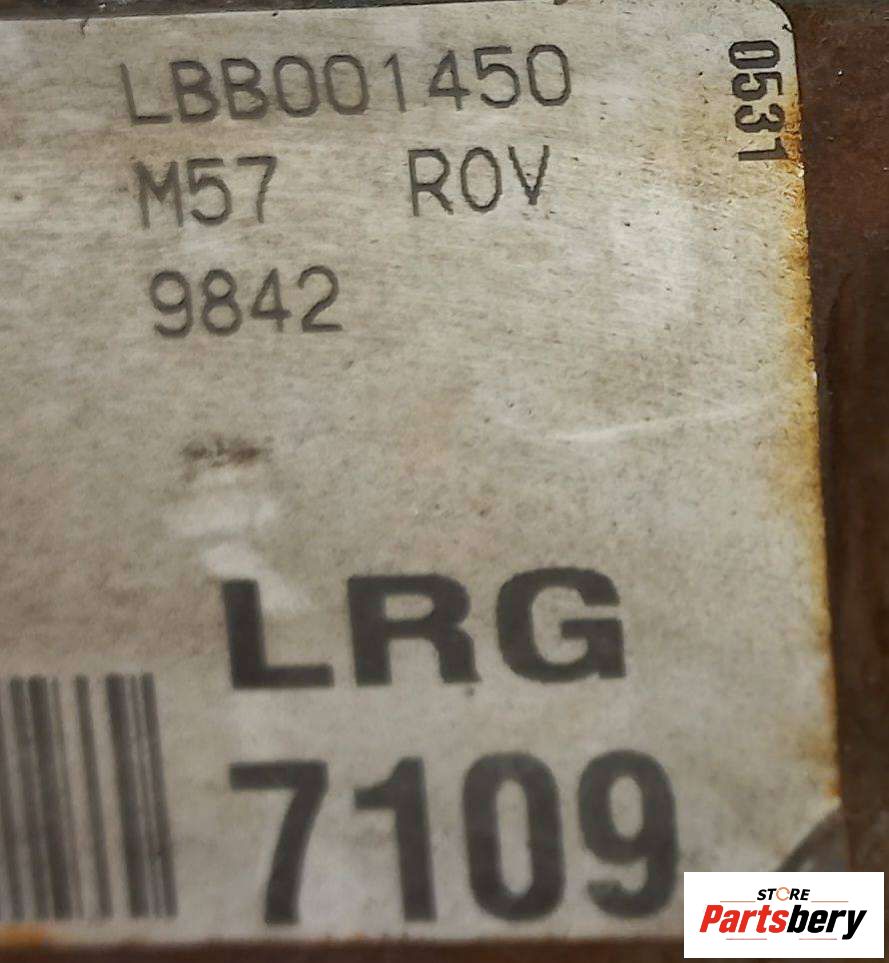 LBB001450
0531
M57 ROV
9842
LRG
7109
STORE
Partsbery